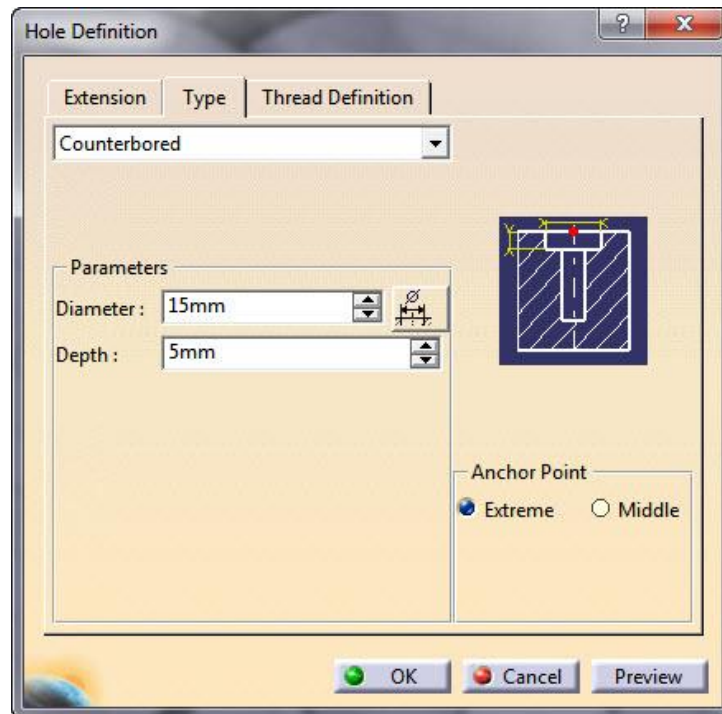 Hole Definition
?
X
Extension Type Thread Definition
Counterbored
Parameters
Diameter : 15mm
Depth : 5mm
Anchor Point
Extreme Middle
OK Cancel Preview